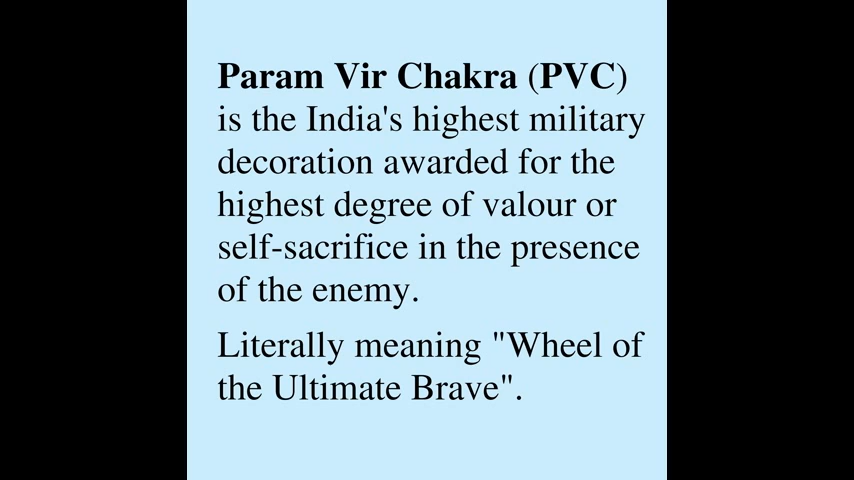 Param Vir Chakra (PVC)
is the India's highest military
decoration awarded for the
highest degree of valour or
self-sacrifice in the presence
of the enemy.
Literally meaning "Wheel of
the Ultimate Brave".